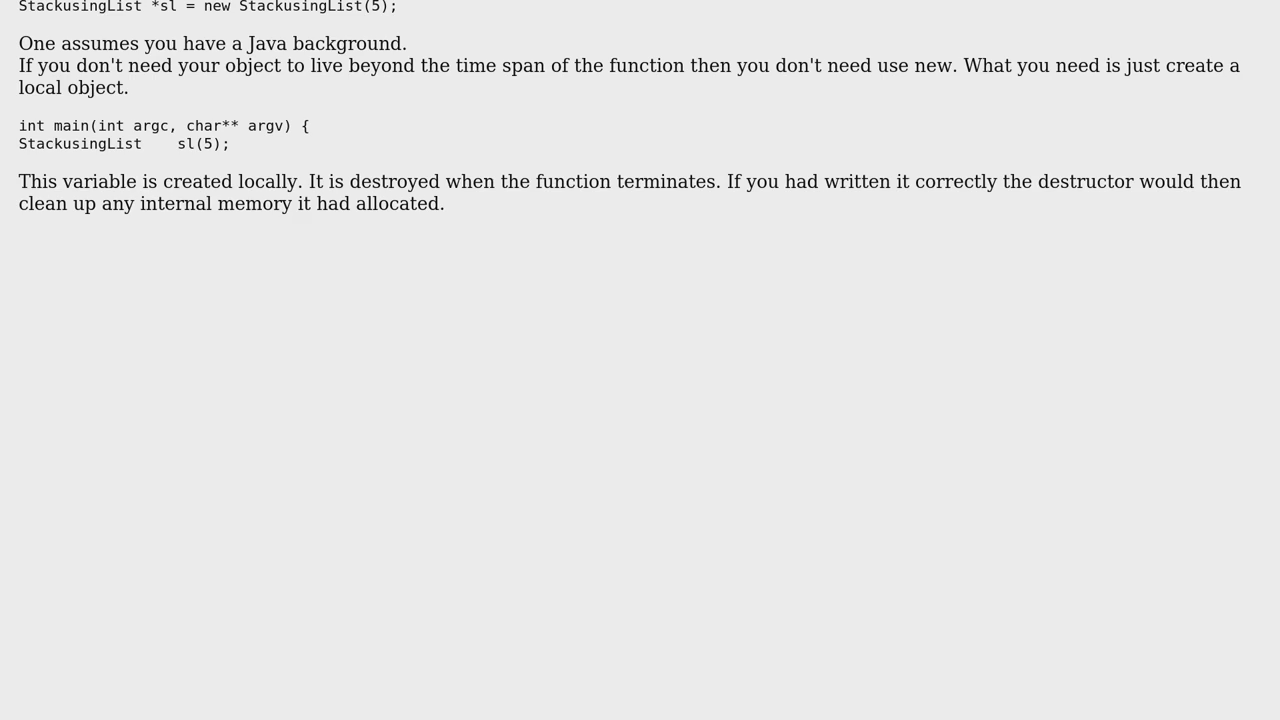 StackusingList *sl = new StackusingList(5);
One assumes you have a Java background.
If you don't need your object to live beyond the time span of the function then you don't need use new. What you need is just create a
local object.
int main(int argc, char** argv) {
StackusingList    sl(5);
This variable is created locally. It is destroyed when the function terminates. If you had written it correctly the destructor would then
clean up any internal memory it had allocated.